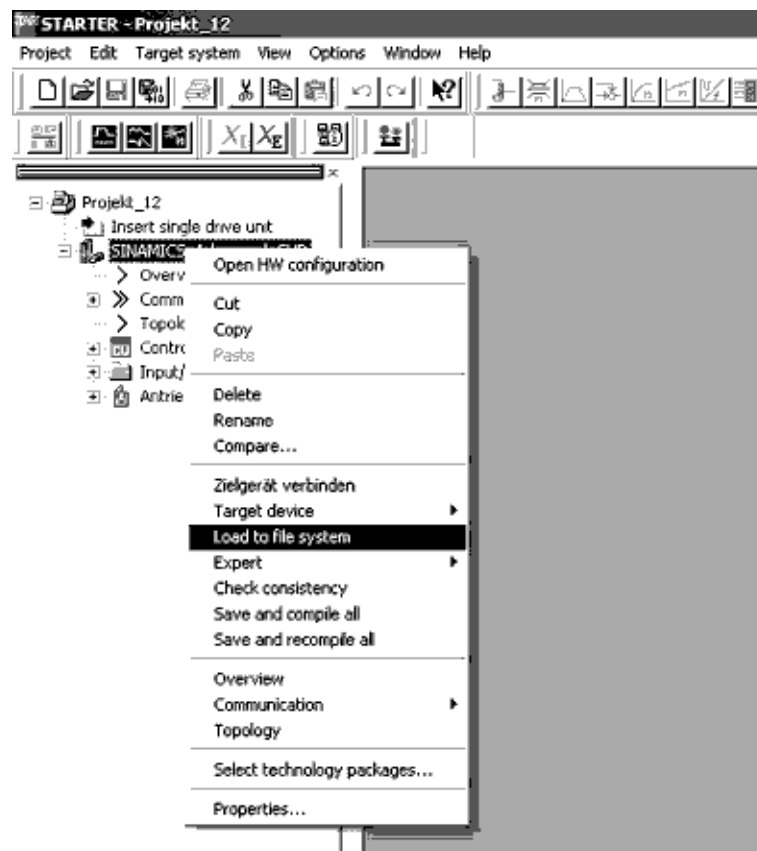 STARTER - Projekt_12
Project Edit Target system View Options Window Help
Projekt_12
Insert single drive unit
SINAMICS
Overv
Comm
Topok
Contro
Input/
Antrie
Open HW configuration
Cut
Copy
Paste
Delete
Rename
Compare...
Zielgerät verbinden
Target device
Load to file system
Expert
Check consistency
Save and compile all
Save and recompile all
Overview
Communication
Topology
Select technology packages...
Properties...